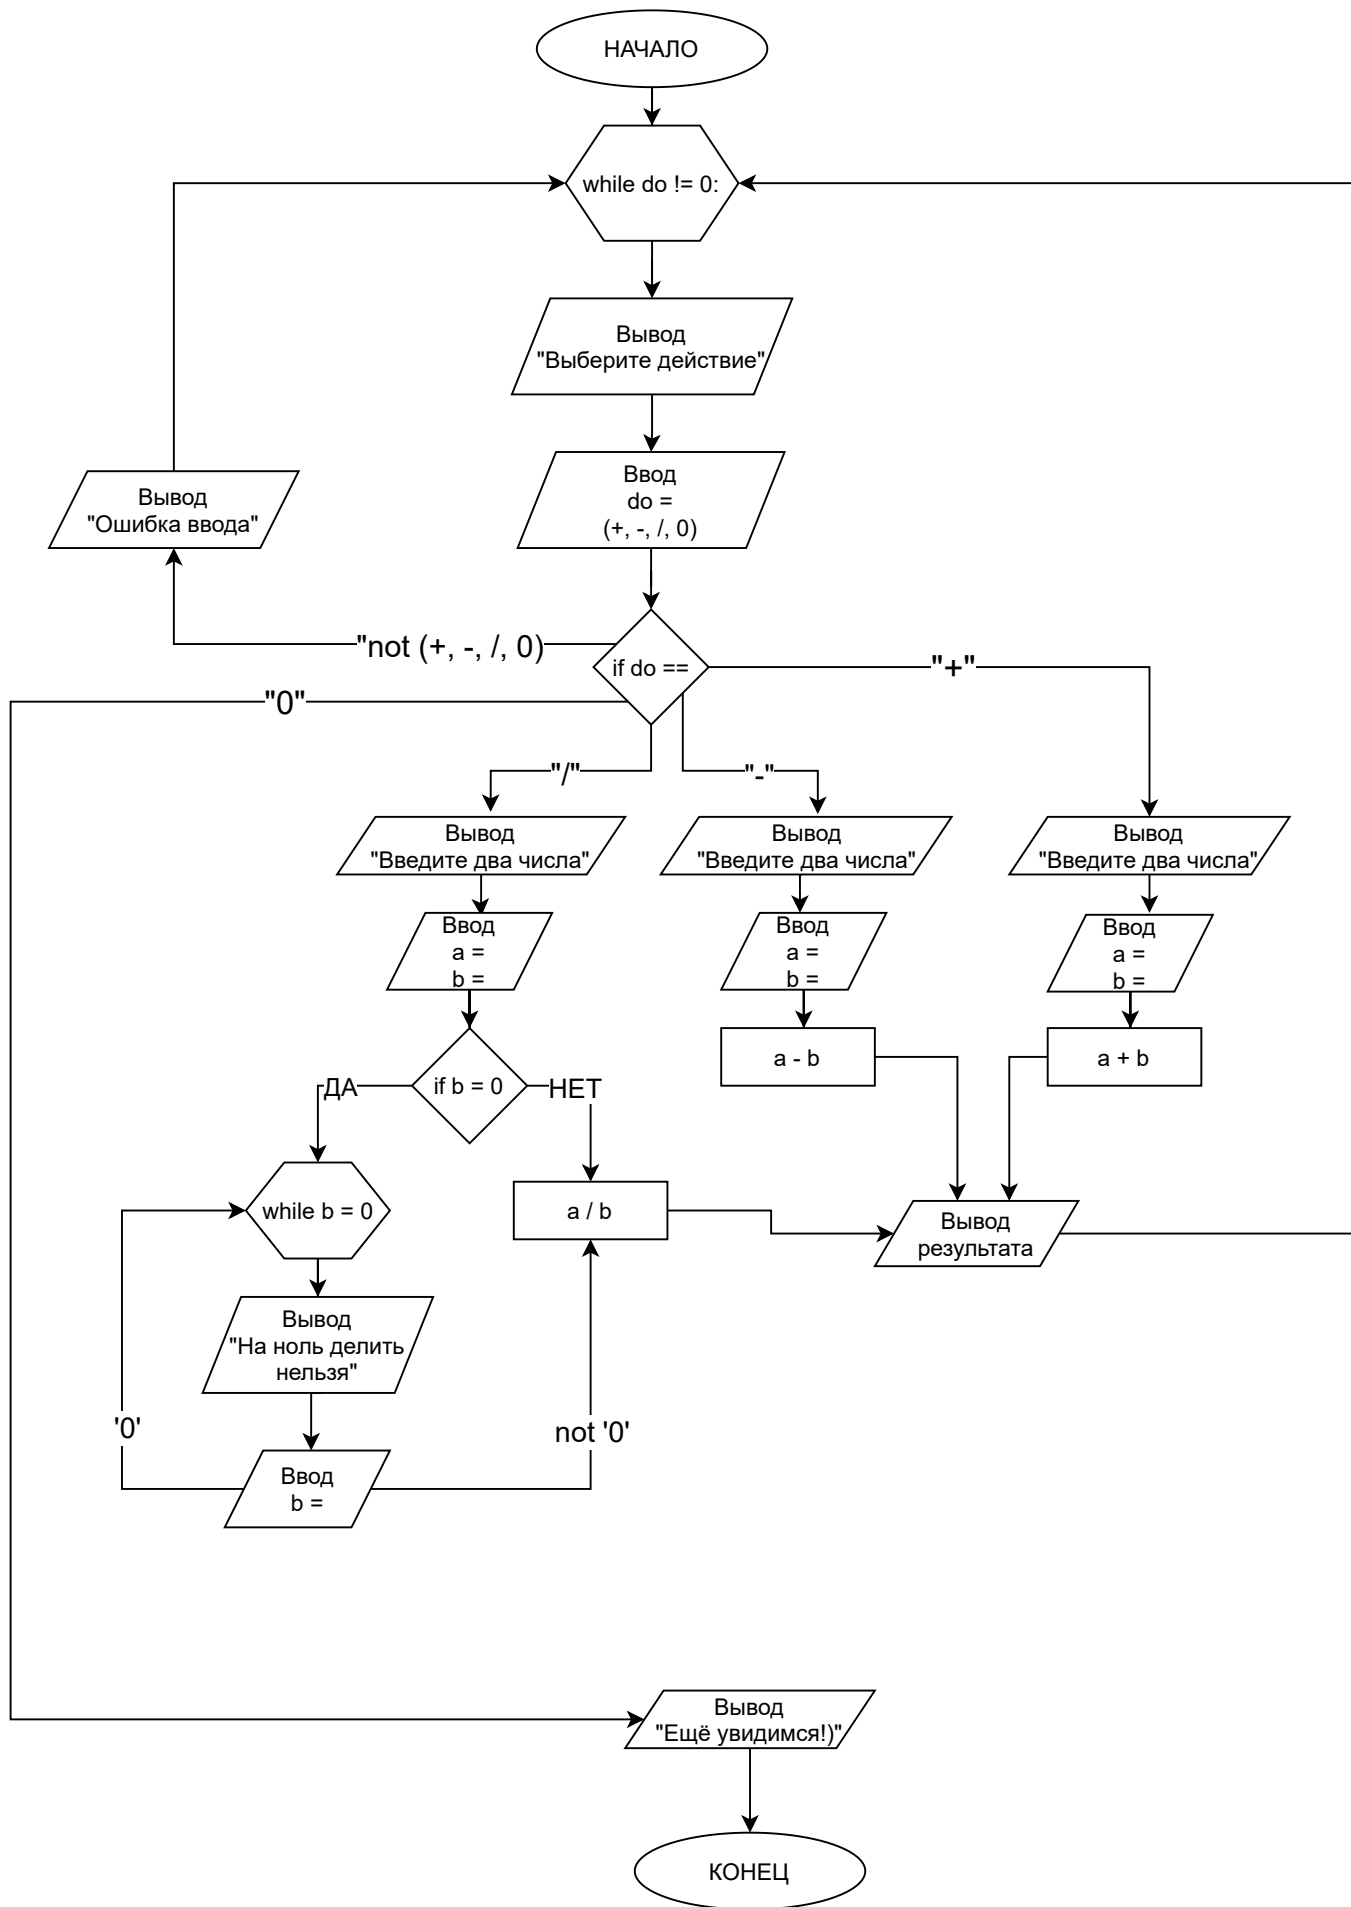 НАЧАЛО
while do != 0:
Вывод
"Выберите действие"
Ввод
do =
(+, -, /, 0)
Вывод
"Ошибка ввода"
"not (+, -, /, 0)
if do ==
"+"
"0"
"/"
"-"
Вывод
"Введите два числа"
Вывод
"Введите два числа"
Вывод
"Введите два числа"
Ввод
a =
b =
Ввод
a =
b =
Ввод
a =
b =
a - b
a + b
ДА
if b = 0
НЕТ
while b = 0
a / b
Вывод
результата
Вывод
"На ноль делить
нельзя"
'0'
not '0'
Ввод
b =
Вывод
"Ещё увидимся!)"
КОНЕЦ